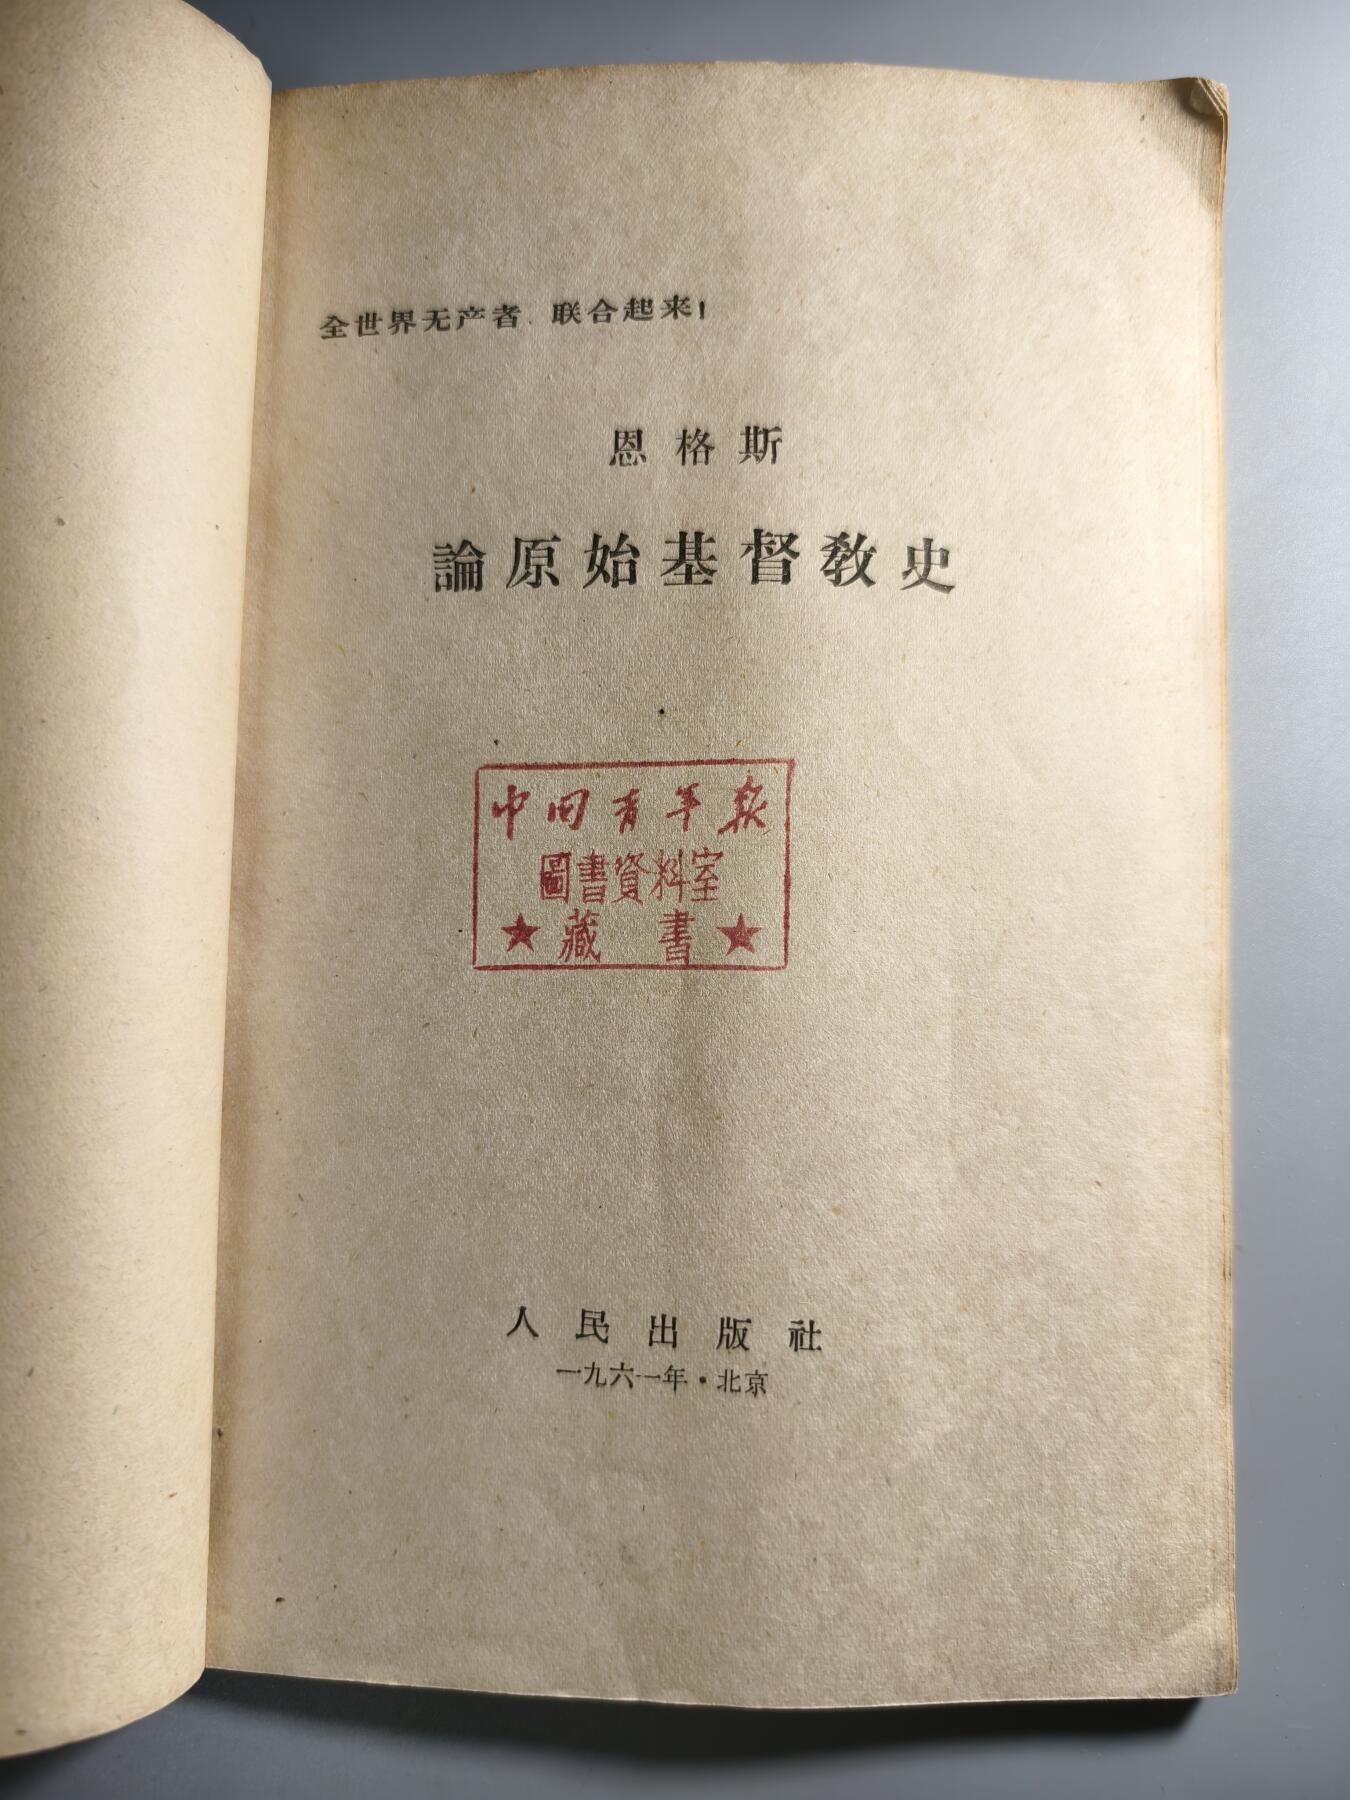 全世界无产者、联合起来!
恩格斯
論原始基督教史
中国青年报
圖書資料室
★藏書★
人民出版社
一九六一年·北京